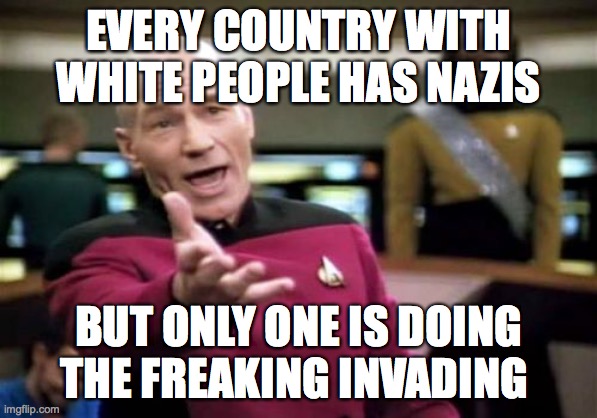 EVERY COUNTRY WITH
WHITE PEOPLE HAS NAZIS
BUT ONLY ONE IS DOING
THE FREAKING INVADING
imgflip.com